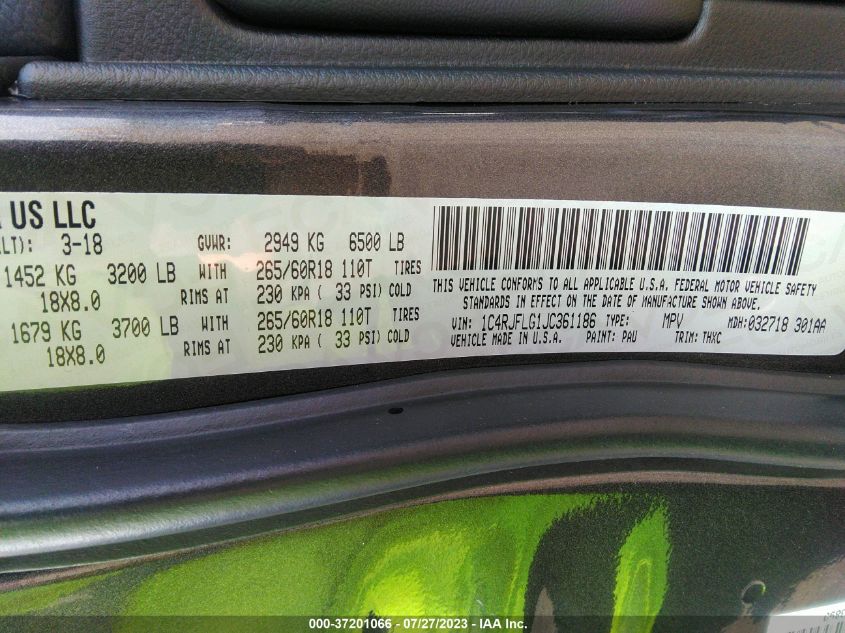 US LLC
LT): 3-18 GVWR: 2949 KG 6500 LB
1452 KG 3200 LB WITH 265/60R18 110T TIRES
18X8.0 RIMS AT 230 KPA ( 33 PSI) COLD
1679 KG 3700 LB WITH 265/60R18 110T TIRES
18X8.0 RIMS AT 230 KPA ( 33 PSI) COLD
THIS VEHICLE CONFORMS TO ALL APPLICABLE U.S.A. FEDERAL MOTOR VEHICLE SAFETY
STANDARDS IN EFFECT ON THE DATE OF MANUFACTURE SHOWN ABOVE.
VIN: 1C4RJFLG1JC361186 TYPE: MPV MDH: 032718 301AA
VEHICLE MADE IN U.S.A. PAINT: PAU TRIM: THXC
000-37201066 - 07/27/2023 - IAA Inc.